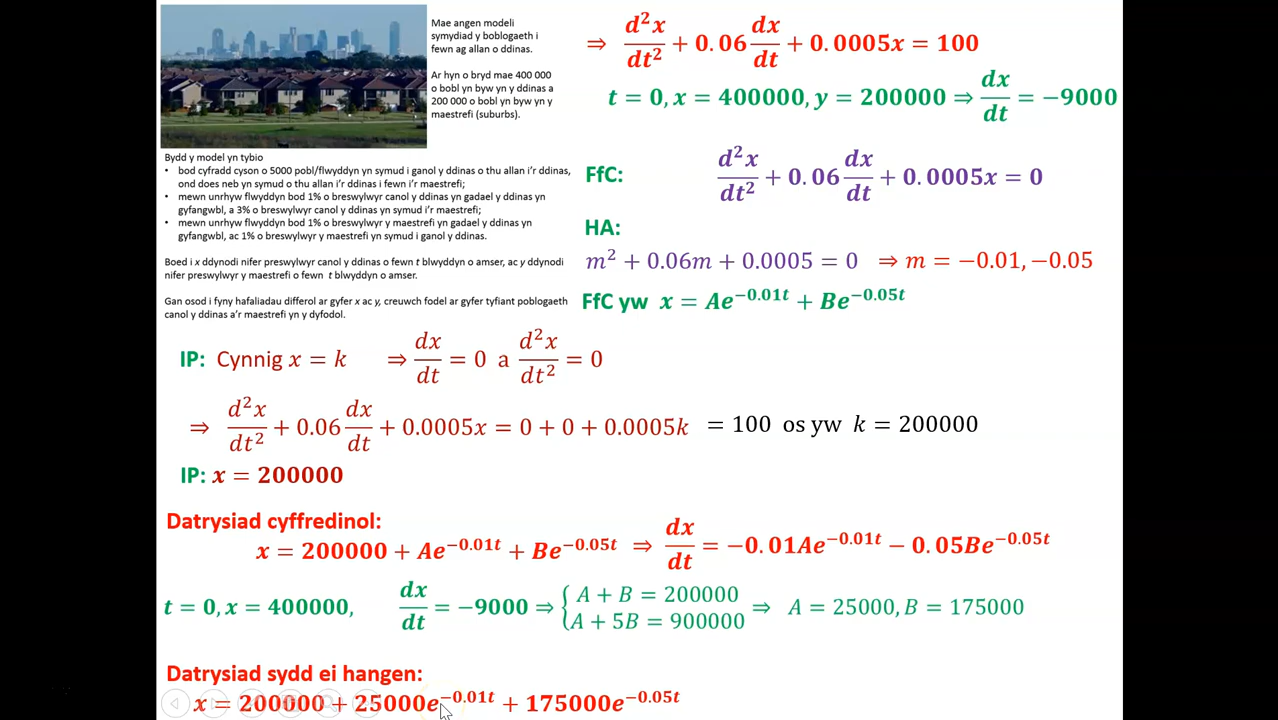 Mae angen modeli
symydiad y boblogaeth i
fewn ag allan o ddinas.
Ar hyn o bryd mae 400 000
o bobl yn byw yn y ddinas a
200 000 o bobl yn byw yn y
maestrefi (suburbs).
Bydd y model yn tybio
• bod cyfradd cyson o 5000 pobl/flwyddyn yn symud i ganol y ddinas o thu allan i'r ddinas,
ond does neb yn symud o thu allan i'r ddinas i fewn i'r maestrefi;
• mewn unrhyw flwyddyn bod 1% o breswylwyr canol y ddinas yn gadael y ddinas yn
gyfangwbl, a 3% o breswylwyr canol y ddinas yn symud i'r maestrefi;
• mewn unrhyw flwyddyn bod 1% o breswylwyr y maestrefi yn gadael y ddinas yn
gyfangwbl, ac 1% o breswylwyr y maestrefi yn symud i ganol y ddinas.
Boed i x ddynodi nifer preswylwyr canol y ddinas o fewn t blwyddyn o amser, ac y ddynodi
nifer preswylwyr y maestrefi o fewn t blwyddyn o amser.
Gan osod i fyny hafaliadau differol ar gyfer x ac y, creuwch fodel ar gyfer tyfiant poblogaeth
canol y ddinas a'r maestrefi yn y dyfodol.
⇒ d²x/dt² + 0.06 dx/dt + 0.0005x = 100
t = 0, x = 400000, y = 200000 ⇒ dx/dt = −9000
FfC: d²x/dt² + 0.06 dx/dt + 0.0005x = 0
HA:
m² + 0.06m + 0.0005 = 0 ⇒ m = −0.01, −0.05
FfC yw x = Ae^(−0.01t) + Be^(−0.05t)
IP: Cynnig x = k ⇒ dx/dt = 0 a d²x/dt² = 0
⇒ d²x/dt² + 0.06 dx/dt + 0.0005x = 0 + 0 + 0.0005k = 100 os yw k = 200000
IP: x = 200000
Datrysiad cyffredinol:
x = 200000 + Ae^(−0.01t) + Be^(−0.05t) ⇒ dx/dt = −0.01Ae^(−0.01t) − 0.05Be^(−0.05t)
t = 0, x = 400000, dx/dt = −9000 ⇒ { A + B = 200000
A + 5B = 900000 ⇒ A = 25000, B = 175000
Datrysiad sydd ei hangen:
x = 200000 + 25000e^(−0.01t) + 175000e^(−0.05t)